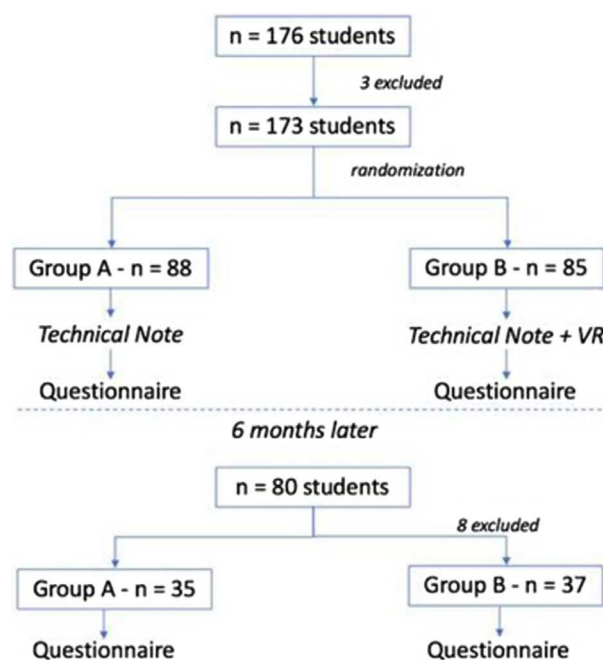 n = 176 students
3 excluded
n = 173 students
randomization
Group A - n = 88
Group B - n = 85
Technical Note
Technical Note + VR
Questionnaire
Questionnaire
6 months later
n = 80 students
8 excluded
Group A - n = 35
Group B - n = 37
Questionnaire
Questionnaire